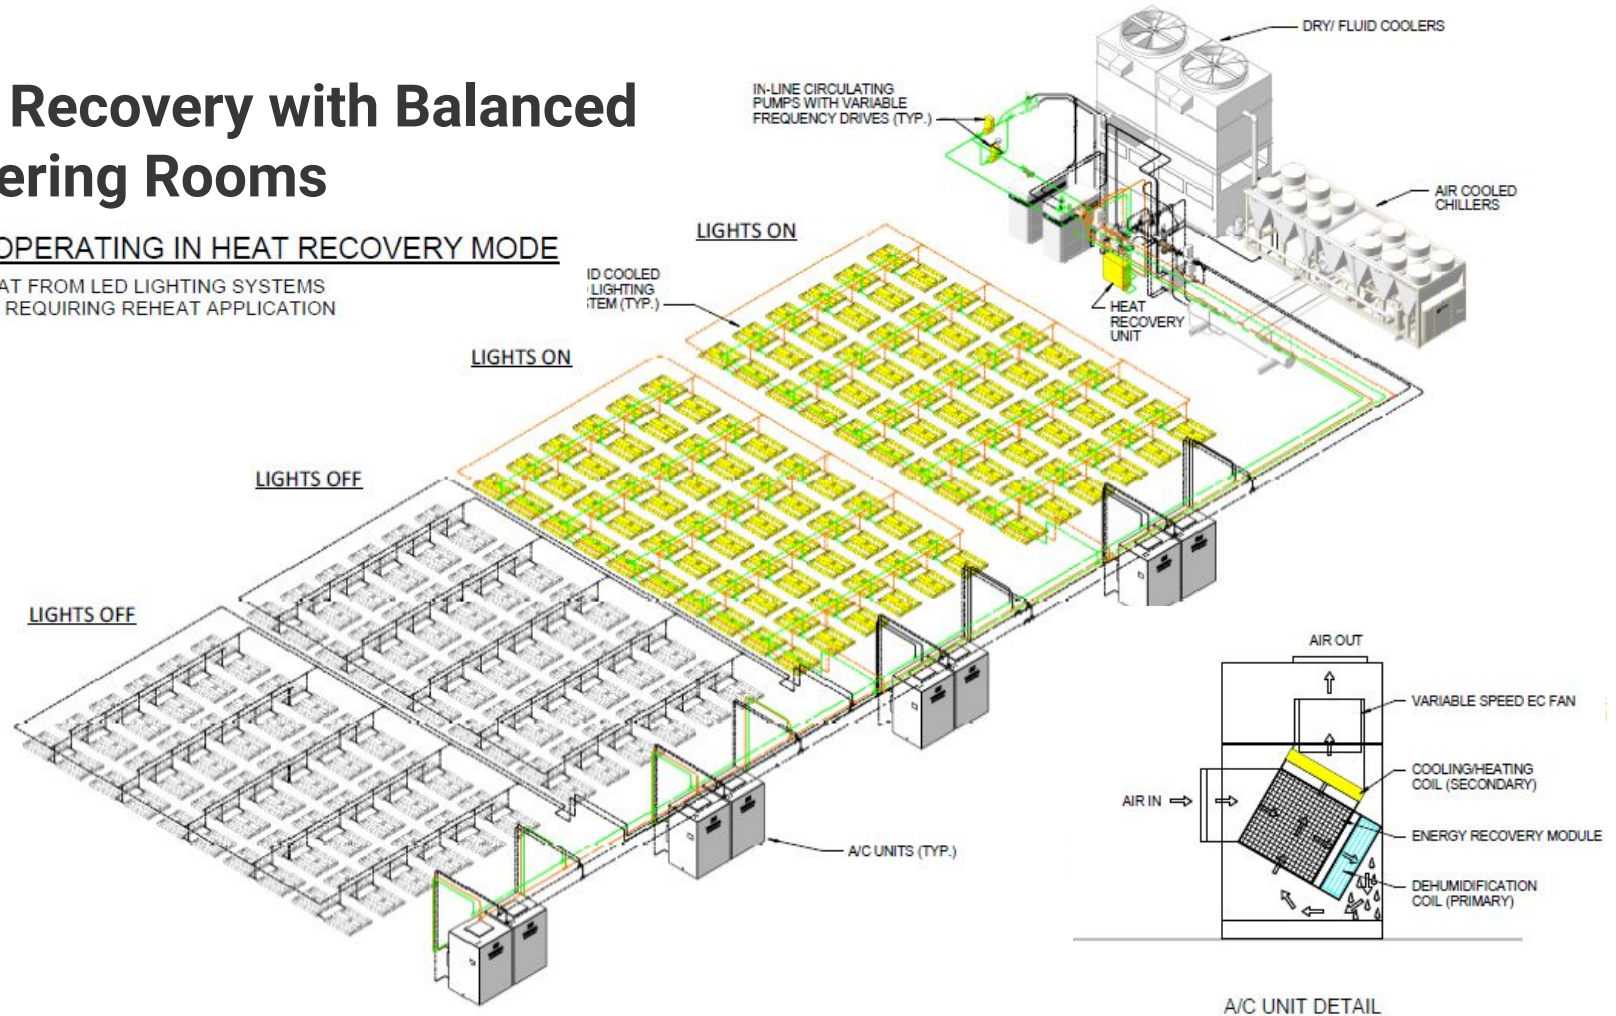 Recovery with Balanced
ering Rooms
OPERATING IN HEAT RECOVERY MODE
AT FROM LED LIGHTING SYSTEMS
REQUIRING REHEAT APPLICATION
DRY/ FLUID COOLERS
IN-LINE CIRCULATING
PUMPS WITH VARIABLE
FREQUENCY DRIVES (TYP.)
AIR COOLED
CHILLERS
LIGHTS ON
ID COOLED
LIGHTING
TEM (TYP.)
HEAT
RECOVERY
UNIT
LIGHTS ON
LIGHTS OFF
LIGHTS OFF
A/C UNITS (TYP.)
AIR OUT
VARIABLE SPEED EC FAN
COOLING/HEATING
COIL (SECONDARY)
AIR IN
ENERGY RECOVERY MODULE
DEHUMIDIFICATION
COIL (PRIMARY)
A/C UNIT DETAIL